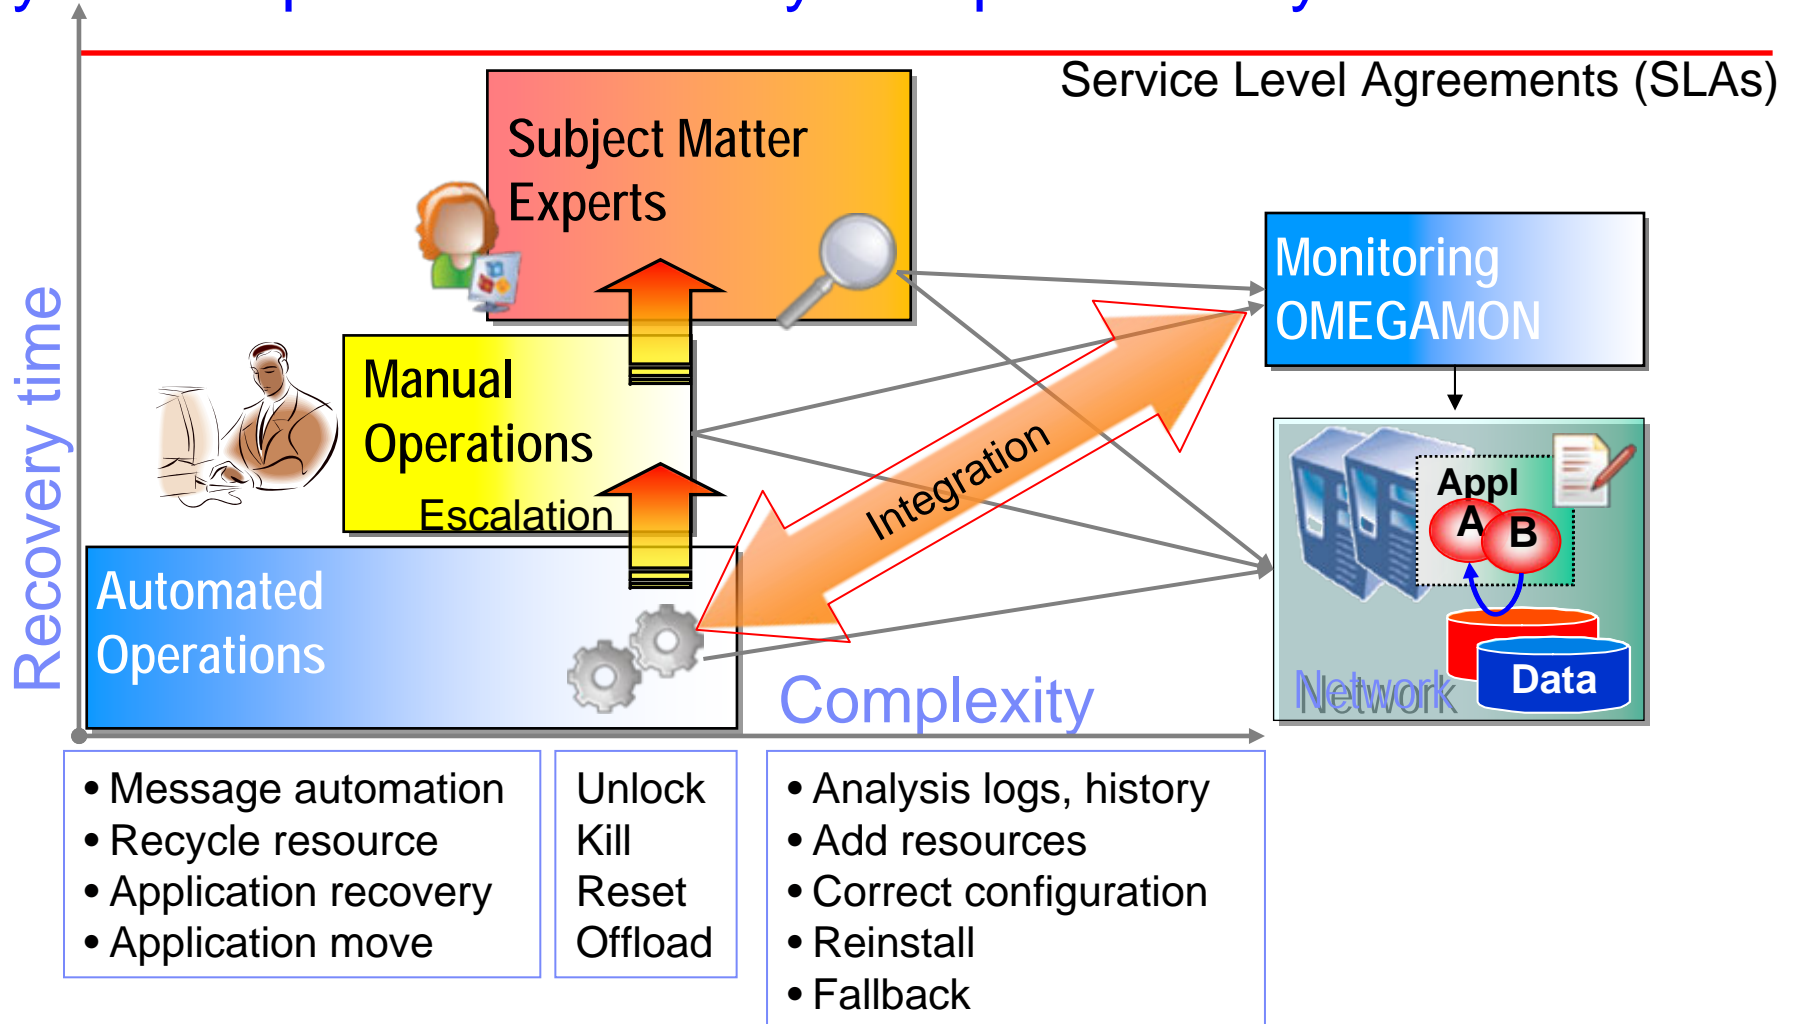 Service Level Agreements (SLAs)
Subject Matter
Experts
Monitoring
OMEGAMON
Manual
Operations
Escalation
Integration
Appl
A
B
Automated
Operations
Data
Network
Recovery time
Complexity
• Message automation
• Recycle resource
• Application recovery
• Application move
Unlock
Kill
Reset
Offload
• Analysis logs, history
• Add resources
• Correct configuration
• Reinstall
• Fallback